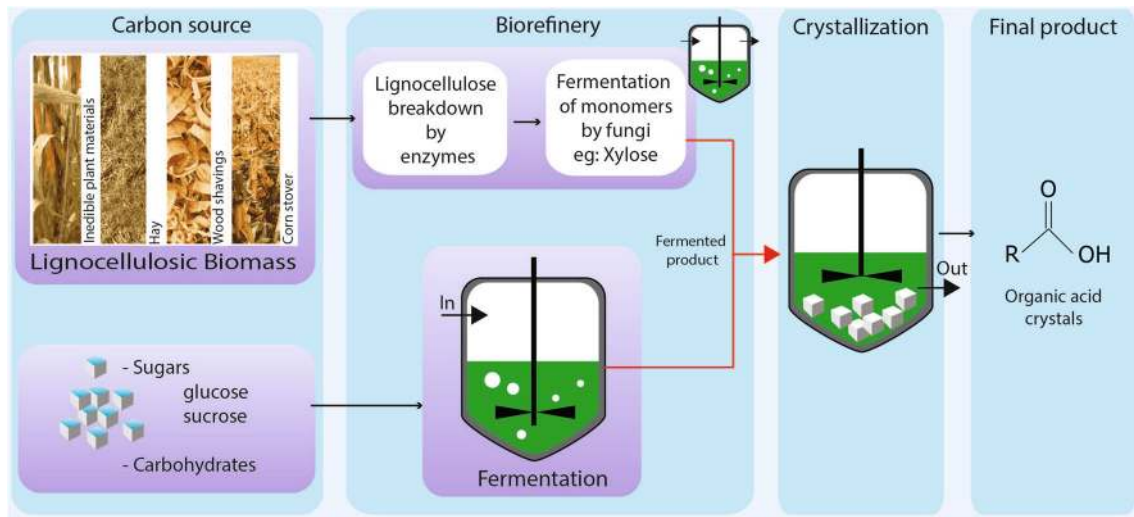 Carbon source
Biorefinery
Crystallization
Final product
Inedible plant materials
Hay
Wood shavings
Corn stover
Lignocellulosic Biomass
Lignocellulose
breakdown
by
enzymes
Fermentation
of monomers
by fungi
eg: Xylose
- Sugars
glucose
sucrose
- Carbohydrates
In
Fermentation
Fermented
product
Out
O
R
OH
Organic acid
crystals